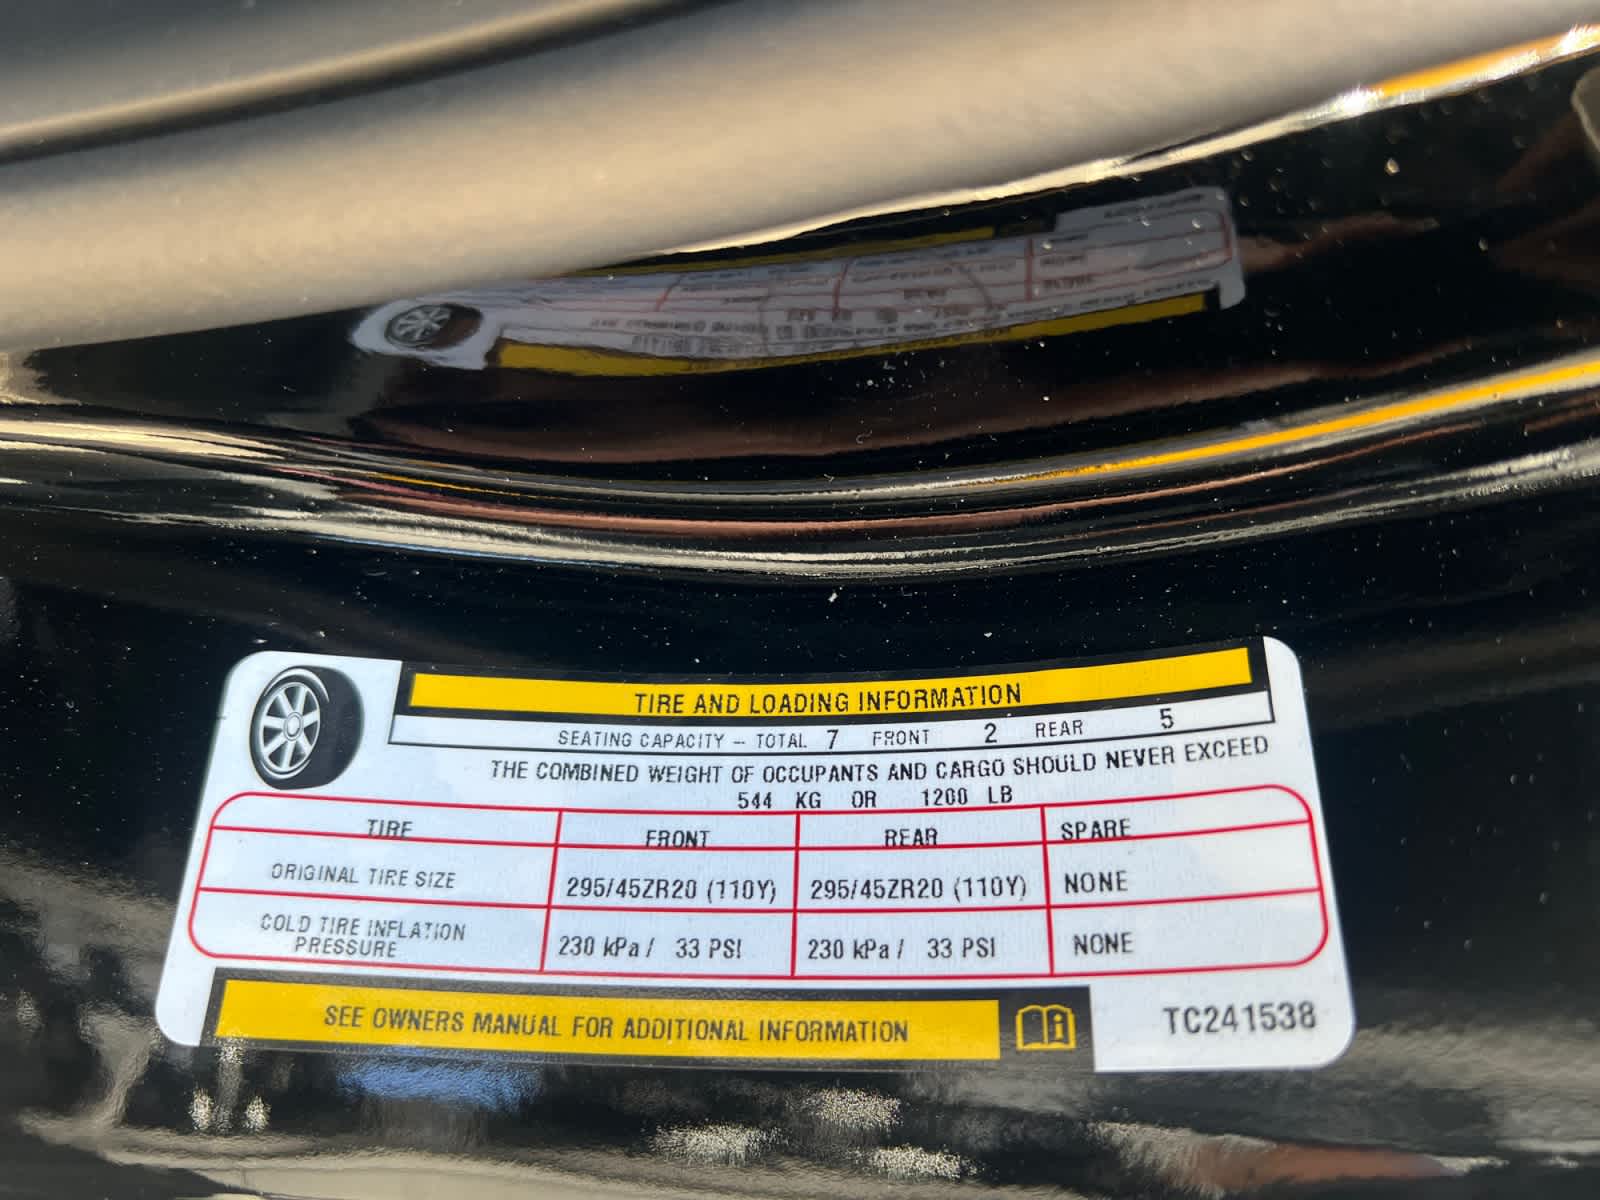 TIRE AND LOADING INFORMATION
SEATING CAPACITY – TOTAL 7 FRONT 2 REAR 5
THE COMBINED WEIGHT OF OCCUPANTS AND CARGO SHOULD NEVER EXCEED
544 KG OR 1200 LB
TIRE FRONT REAR SPARE
ORIGINAL TIRE SIZE 295/45ZR20 (110Y) 295/45ZR20 (110Y) NONE
COLD TIRE INFLATION
PRESSURE 230 kPa / 33 PSI 230 kPa / 33 PSI NONE
SEE OWNERS MANUAL FOR ADDITIONAL INFORMATION
TC241538